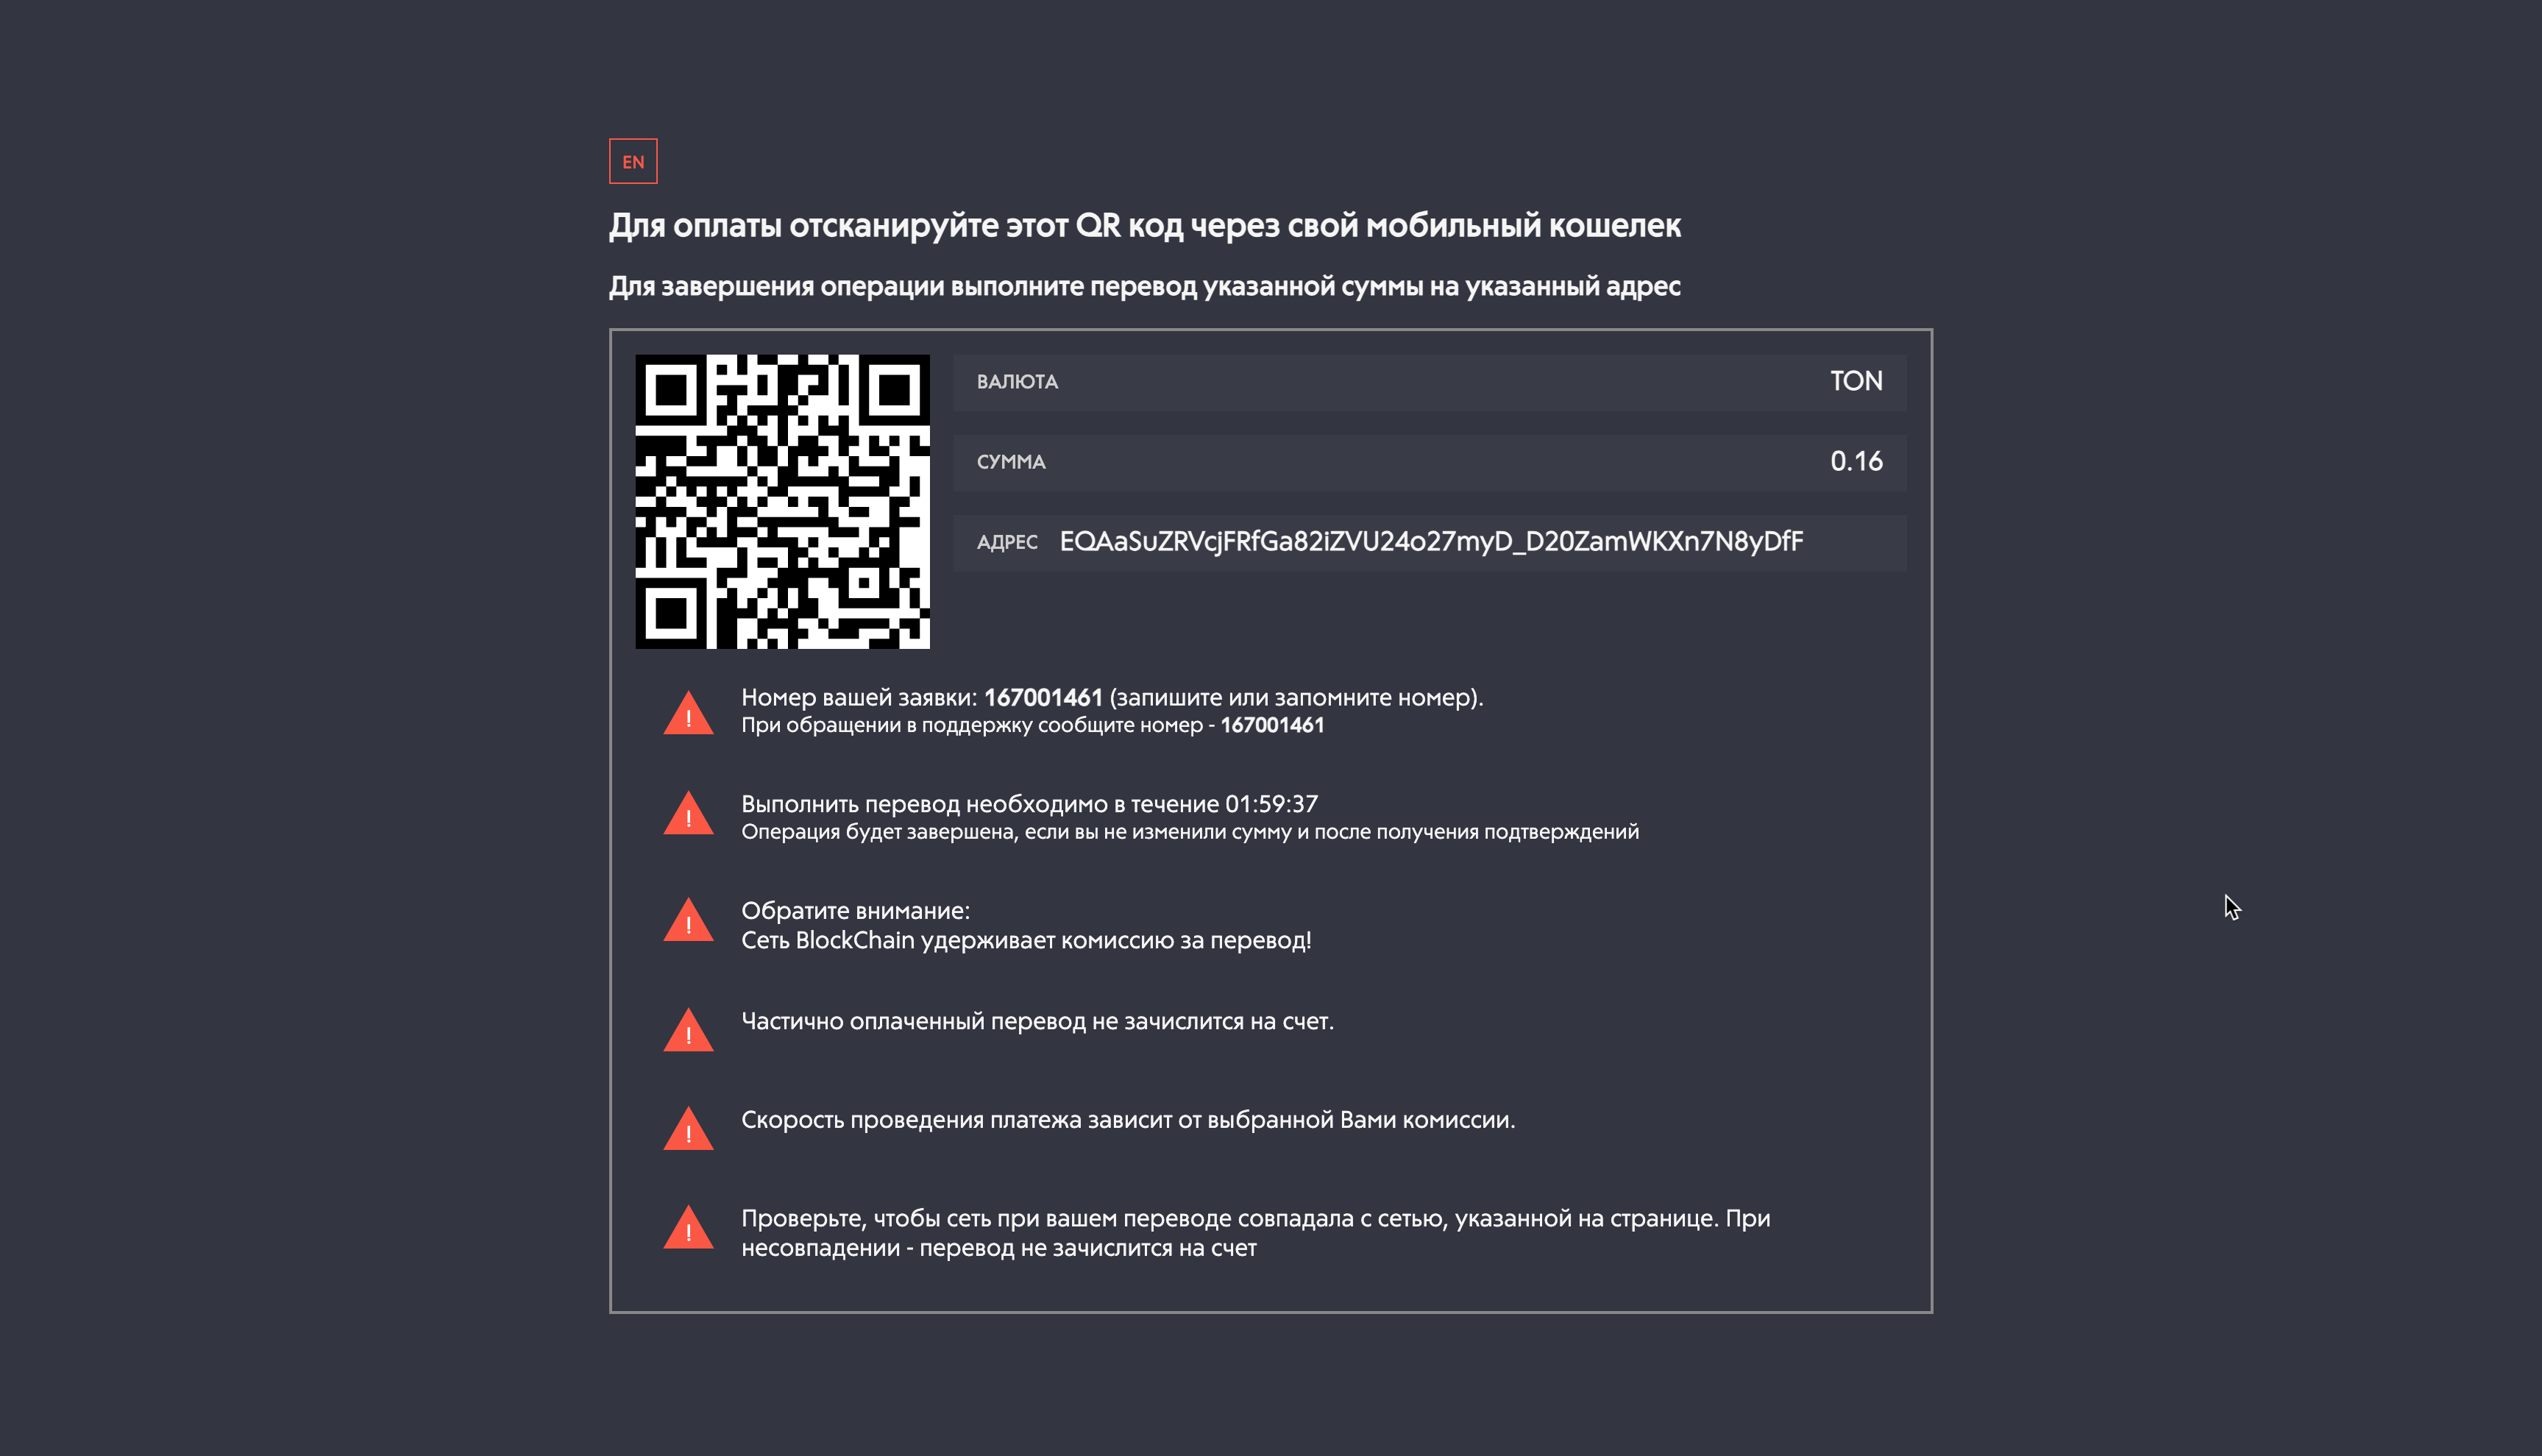 EN
Для оплаты отсканируйте этот QR код через свой мобильный кошелек
Для завершения операции выполните перевод указанной суммы на указанный адрес
ВАЛЮТА TON
СУММА 0.16
АДРЕС EQAaSuZRVcjFRfGa82iZVU24o27myD_D20ZamWKXn7N8yDfF
Номер вашей заявки: 167001461 (запишите или запомните номер).
При обращении в поддержку сообщите номер - 167001461
Выполнить перевод необходимо в течение 01:59:37
Операция будет завершена, если вы не изменили сумму и после получения подтверждений
Обратите внимание:
Сеть BlockChain удерживает комиссию за перевод!
Частично оплаченный перевод не зачислится на счет.
Скорость проведения платежа зависит от выбранной Вами комиссии.
Проверьте, чтобы сеть при вашем переводе совпадала с сетью, указанной на странице. При
несовпадении - перевод не зачислится на счет